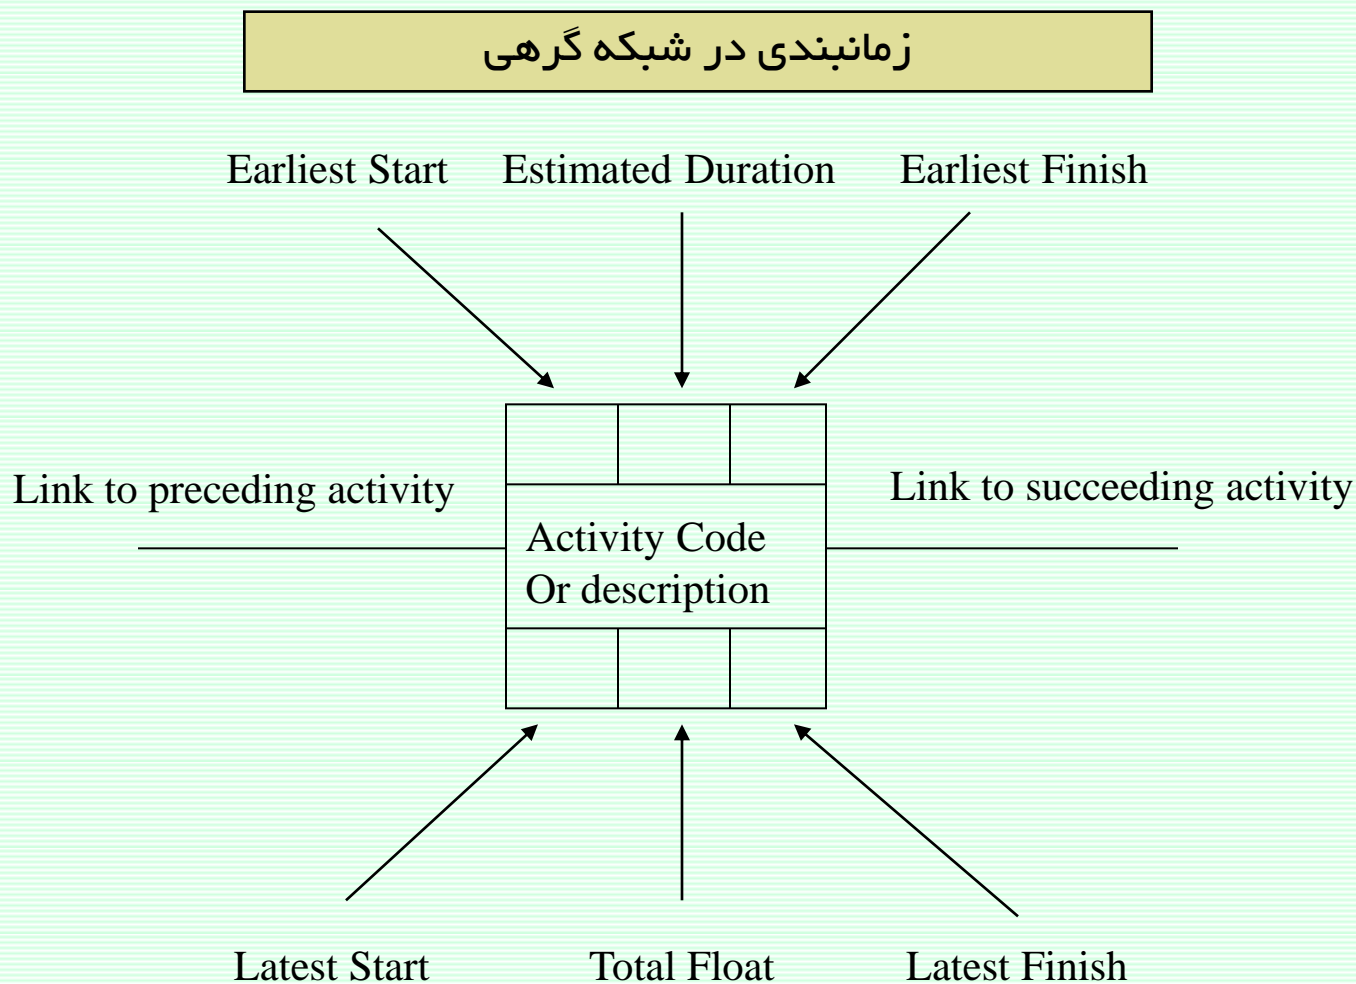 زمانبندی در شبکه گرهی
Earliest Start
Estimated Duration
Earliest Finish
Link to preceding activity
Link to succeeding activity
Activity Code
Or description
Latest Start
Total Float
Latest Finish